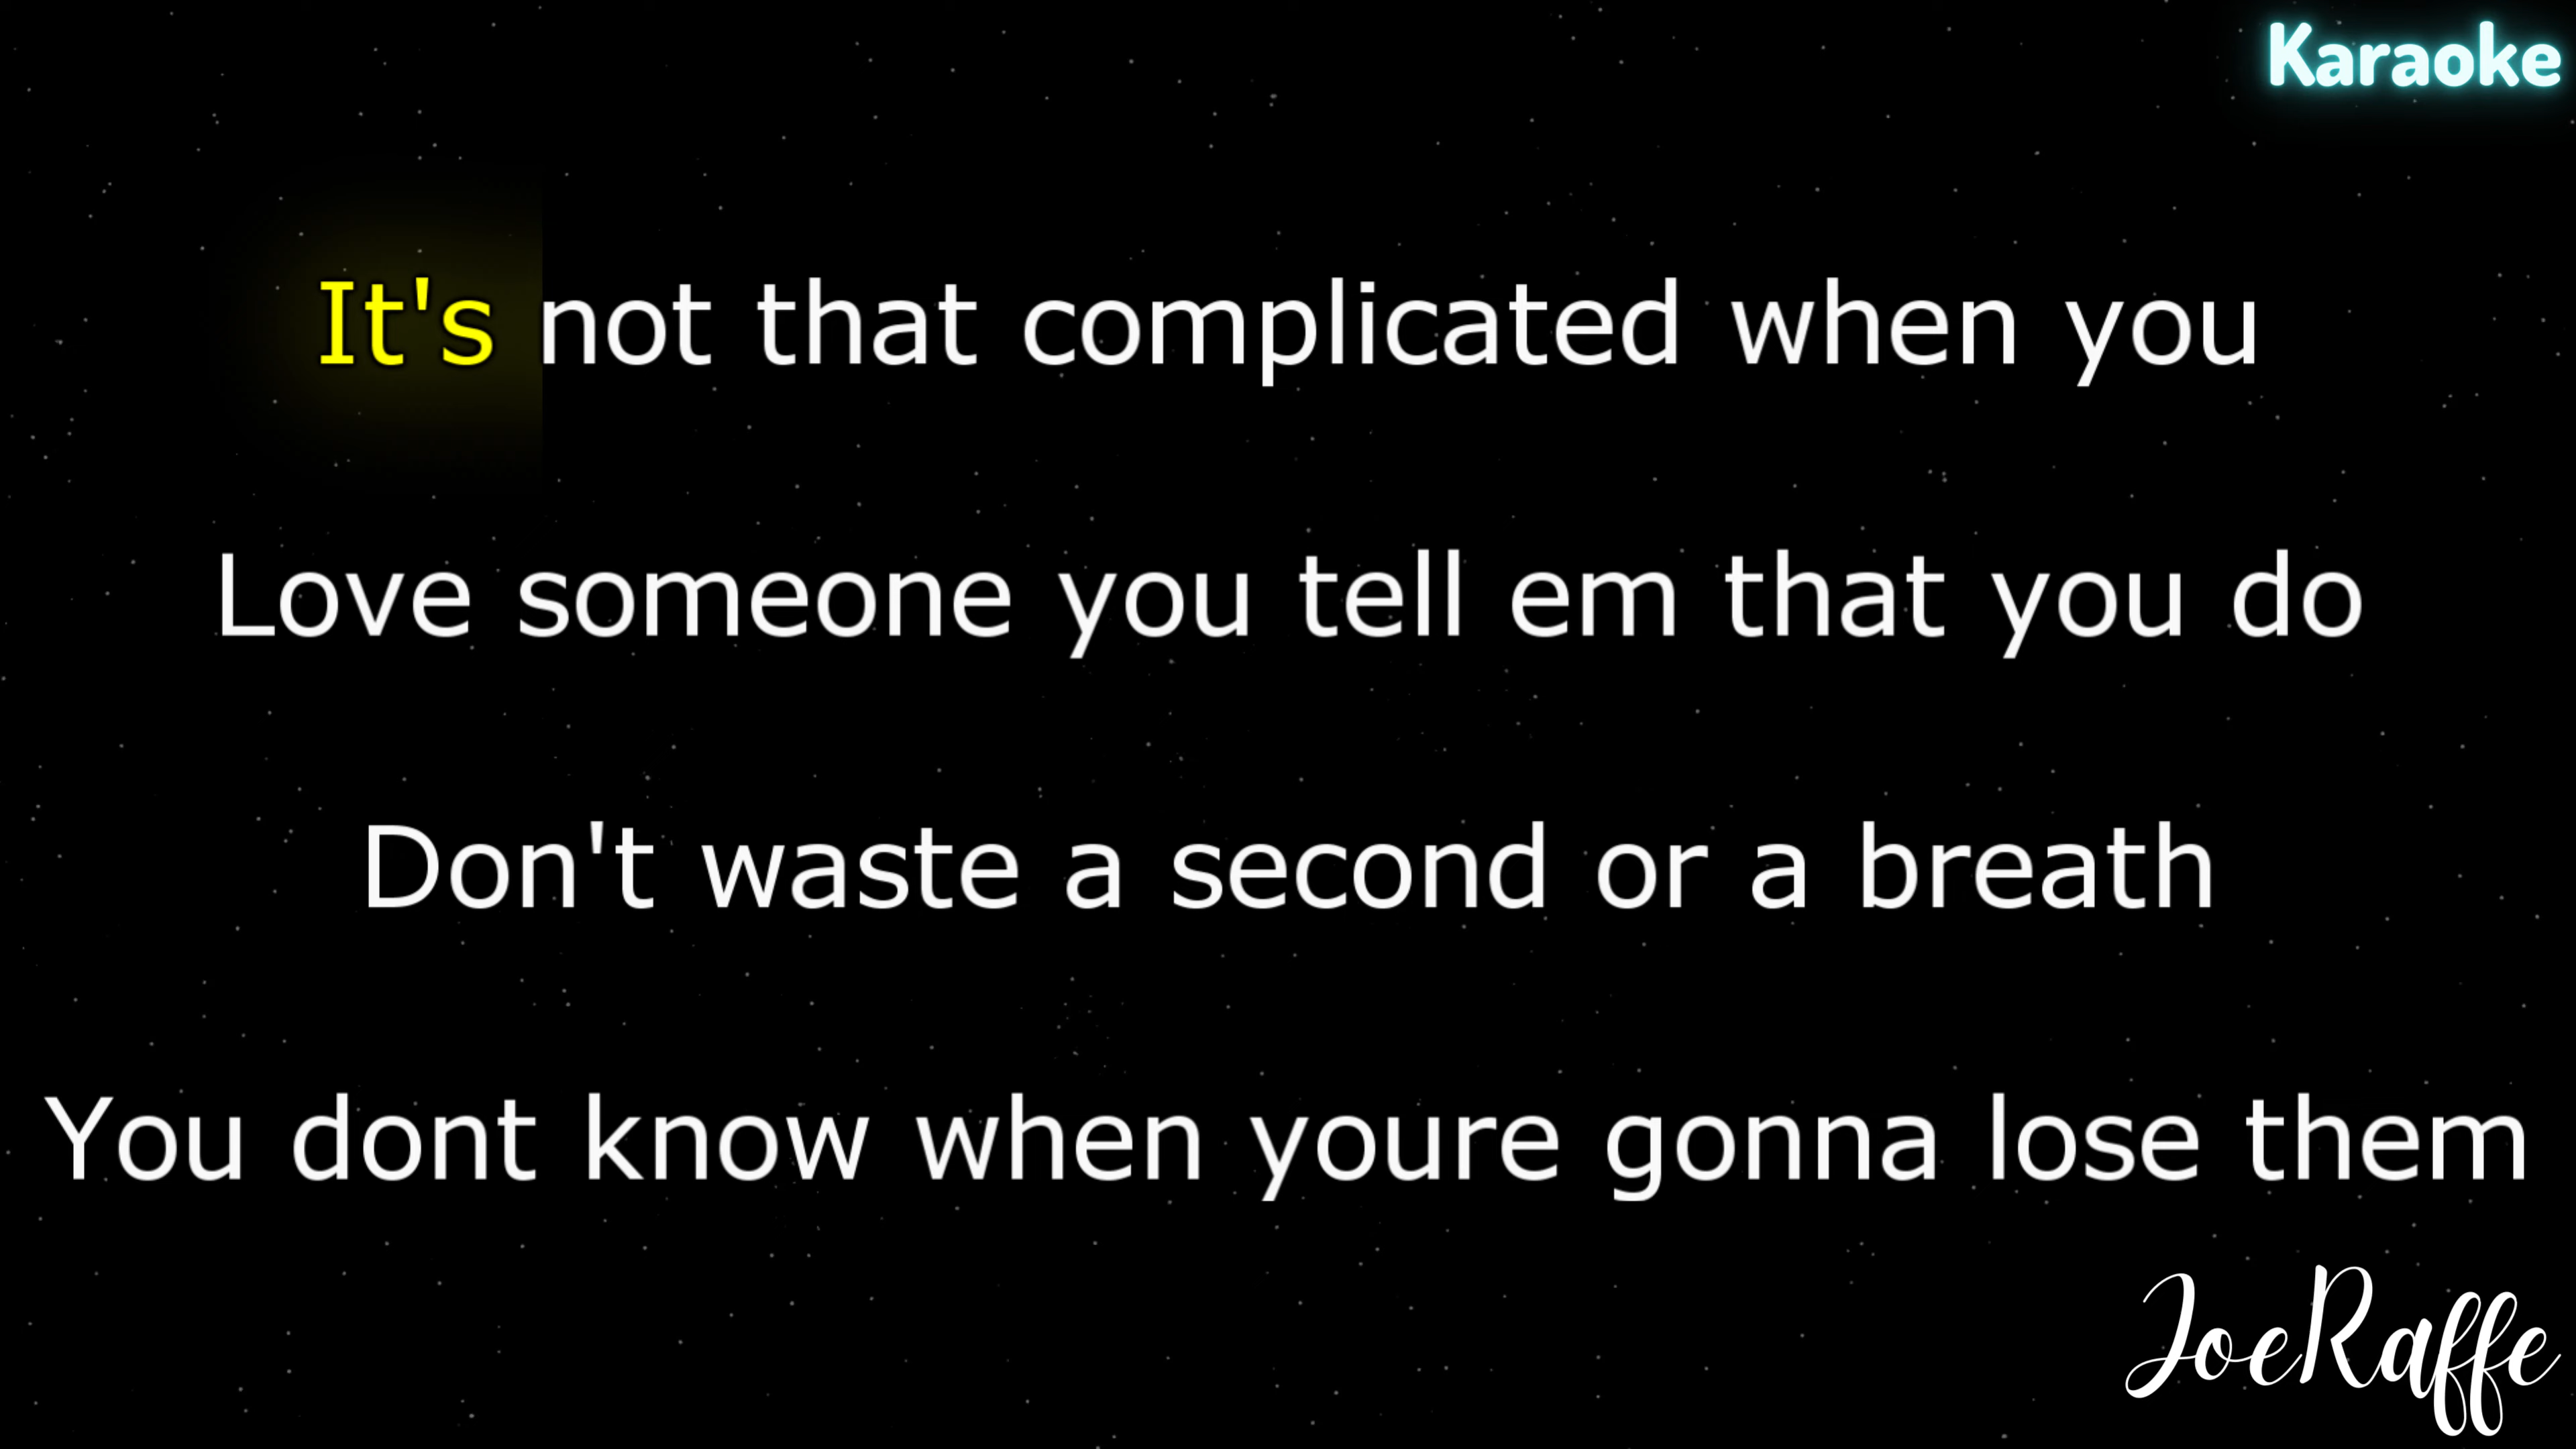 Karaoke
It's not that complicated when you
Love someone you tell em that you do
Don't waste a second or a breath
You dont know when youre gonna lose them
JoeRaffe